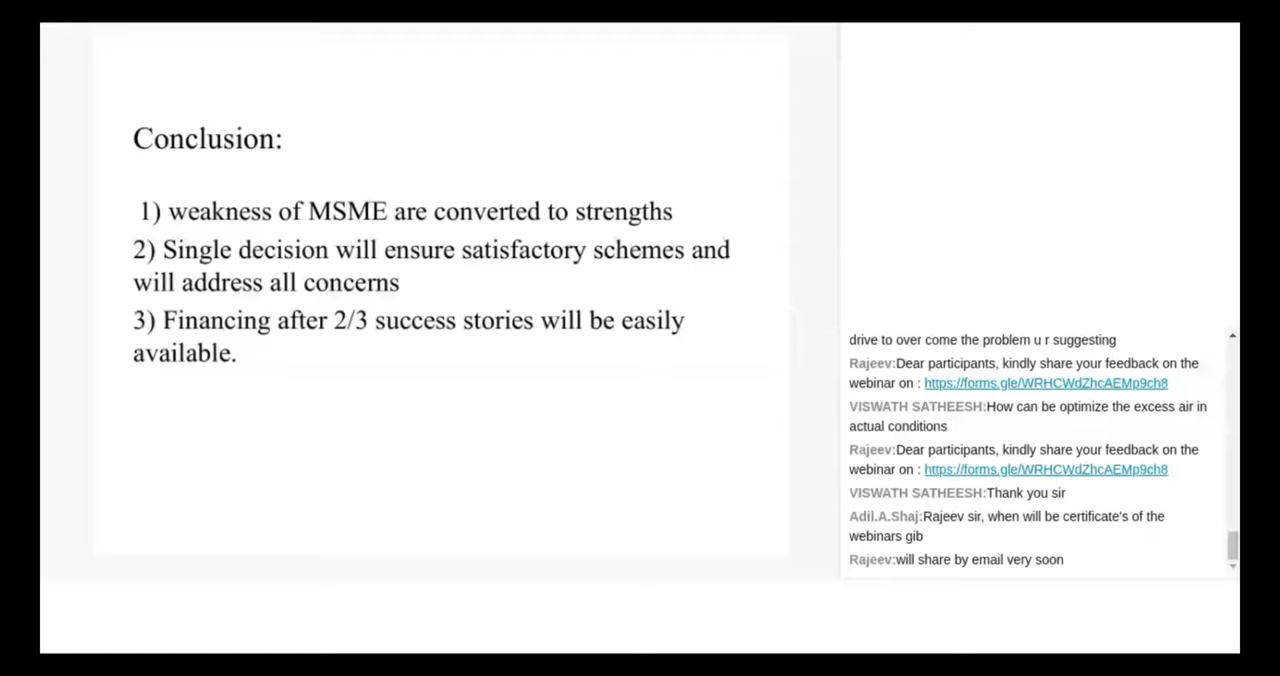 Conclusion:
1) weakness of MSME are converted to strengths
2) Single decision will ensure satisfactory schemes and
will address all concerns
3) Financing after 2/3 success stories will be easily
available.
drive to over come the problem u r suggesting
Rajeev:Dear participants, kindly share your feedback on the
webinar on : https://forms.gle/WRHCWdZhcAEMp9ch8
VISWATH SATHEESH:How can be optimize the excess air in
actual conditions
Rajeev:Dear participants, kindly share your feedback on the
webinar on : https://forms.gle/WRHCWdZhcAEMp9ch8
VISWATH SATHEESH:Thank you sir
Adil.A.Shaj:Rajeev sir, when will be certificate's of the
webinars gib
Rajeev:will share by email very soon